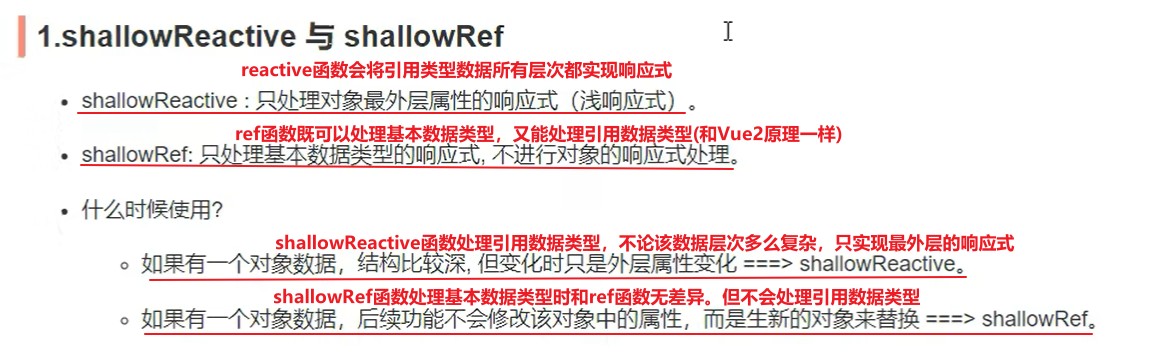 1.shallowReactive 与 shallowRef
reactive函数会将引用类型数据所有层次都实现响应式
shallowReactive : 只处理对象最外层属性的响应式（浅响应式）。
ref函数既可以处理基本数据类型，又能处理引用数据类型(和Vue2原理一样)
shallowRef: 只处理基本数据类型的响应式, 不进行对象的响应式处理。
什么时候使用?
shallowReactive函数处理引用数据类型，不论该数据层次多么复杂，只实现最外层的响应式
如果有一个对象数据，结构比较深, 但变化时只是外层属性变化 ===> shallowReactive。
shallowRef函数处理基本数据类型时和ref函数无差异。但不会处理引用数据类型
如果有一个对象数据，后续功能不会修改该对象中的属性，而是生新的对象来替换 ===> shallowRef。